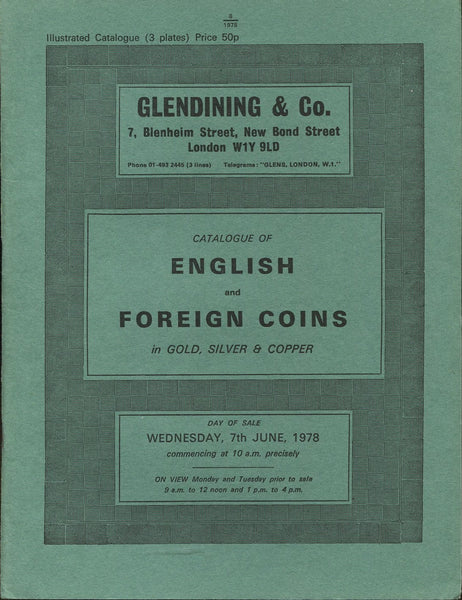 8
1978
Illustrated Catalogue (3 plates) Price 50p
GLENDINING & Co.
7, Blenheim Street, New Bond Street
London W1Y 9LD
Phone 01-493 2445 (3 lines) Telegrams: "GLENS, LONDON, W.1."
CATALOGUE OF
ENGLISH
and
FOREIGN COINS
in GOLD, SILVER & COPPER
DAY OF SALE
WEDNESDAY, 7th JUNE, 1978
commencing at 10 a.m. precisely
ON VIEW Monday and Tuesday prior to sale
9 a.m. to 12 noon and 1 p.m. to 4 p.m.